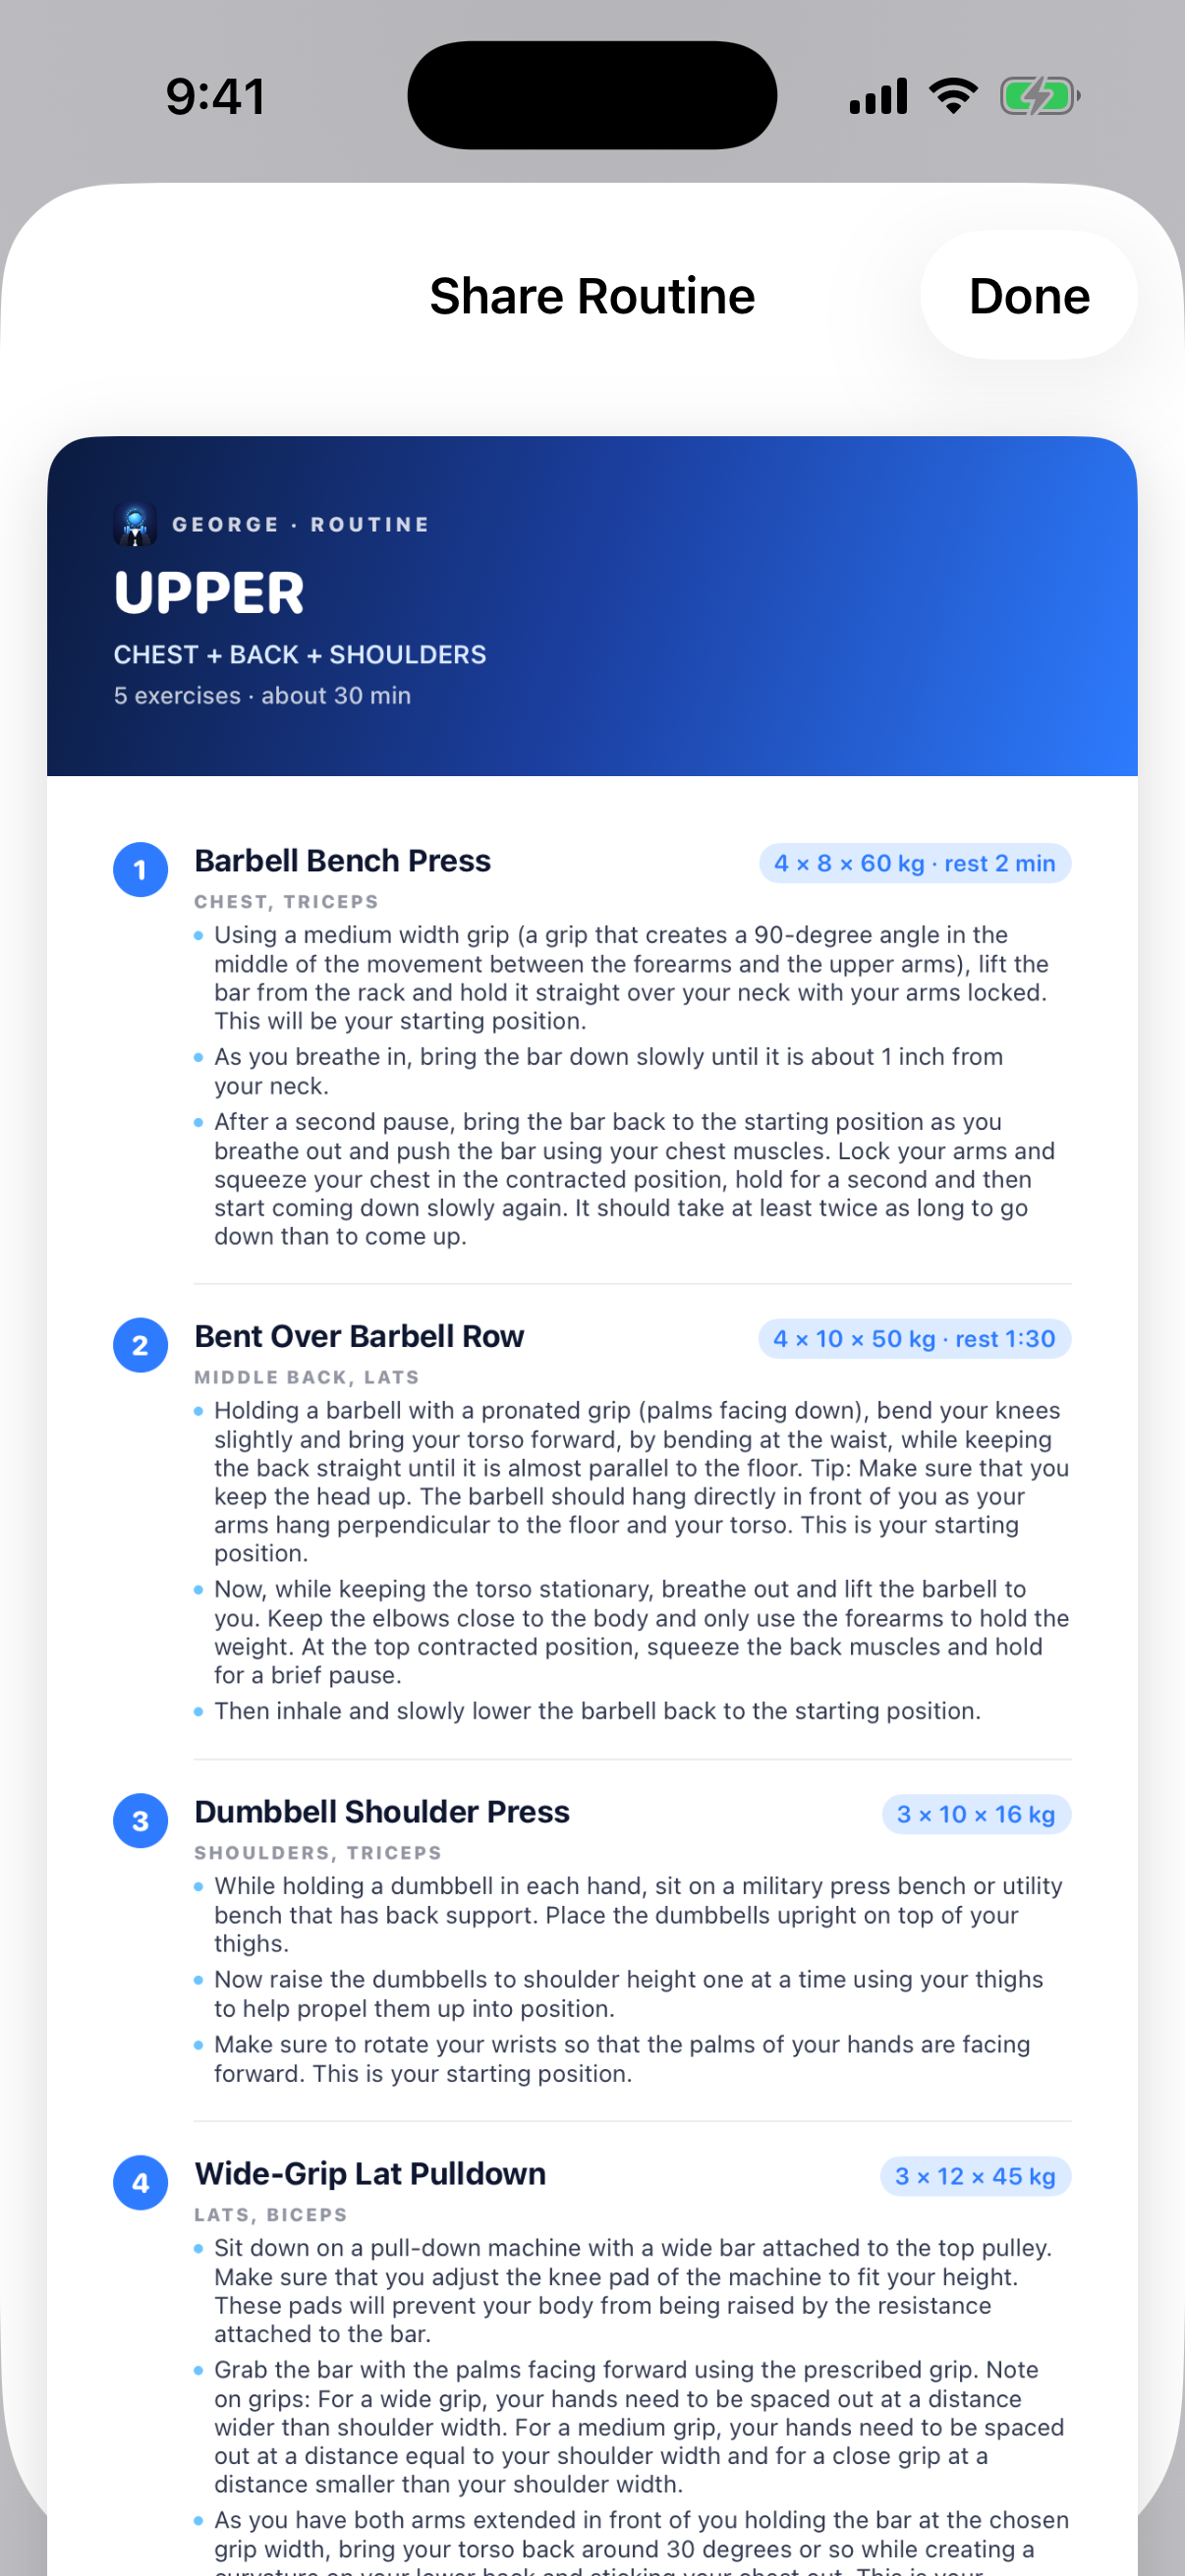 9:41
Share Routine
Done
GEORGE · ROUTINE
UPPER
CHEST + BACK + SHOULDERS
5 exercises · about 30 min
1
Barbell Bench Press
4 × 8 × 60 kg · rest 2 min
CHEST, TRICEPS
• Using a medium width grip (a grip that creates a 90-degree angle in the
middle of the movement between the forearms and the upper arms), lift the
bar from the rack and hold it straight over your neck with your arms locked.
This will be your starting position.
• As you breathe in, bring the bar down slowly until it is about 1 inch from
your neck.
• After a second pause, bring the bar back to the starting position as you
breathe out and push the bar using your chest muscles. Lock your arms and
squeeze your chest in the contracted position, hold for a second and then
start coming down slowly again. It should take at least twice as long to go
down than to come up.
2
Bent Over Barbell Row
4 × 10 × 50 kg · rest 1:30
MIDDLE BACK, LATS
• Holding a barbell with a pronated grip (palms facing down), bend your knees
slightly and bring your torso forward, by bending at the waist, while keeping
the back straight until it is almost parallel to the floor. Tip: Make sure that you
keep the head up. The barbell should hang directly in front of you as your
arms hang perpendicular to the floor and your torso. This is your starting
position.
• Now, while keeping the torso stationary, breathe out and lift the barbell to
you. Keep the elbows close to the body and only use the forearms to hold the
weight. At the top contracted position, squeeze the back muscles and hold
for a brief pause.
• Then inhale and slowly lower the barbell back to the starting position.
3
Dumbbell Shoulder Press
3 × 10 × 16 kg
SHOULDERS, TRICEPS
• While holding a dumbbell in each hand, sit on a military press bench or utility
bench that has back support. Place the dumbbells upright on top of your
thighs.
• Now raise the dumbbells to shoulder height one at a time using your thighs
to help propel them up into position.
• Make sure to rotate your wrists so that the palms of your hands are facing
forward. This is your starting position.
4
Wide-Grip Lat Pulldown
3 × 12 × 45 kg
LATS, BICEPS
• Sit down on a pull-down machine with a wide bar attached to the top pulley.
Make sure that you adjust the knee pad of the machine to fit your height.
These pads will prevent your body from being raised by the resistance
attached to the bar.
• Grab the bar with the palms facing forward using the prescribed grip. Note
on grips: For a wide grip, your hands need to be spaced out at a distance
wider than shoulder width. For a medium grip, your hands need to be spaced
out at a distance equal to your shoulder width and for a close grip at a
distance smaller than your shoulder width.
• As you have both arms extended in front of you holding the bar at the chosen
grip width, bring your torso back around 30 degrees or so while creating a